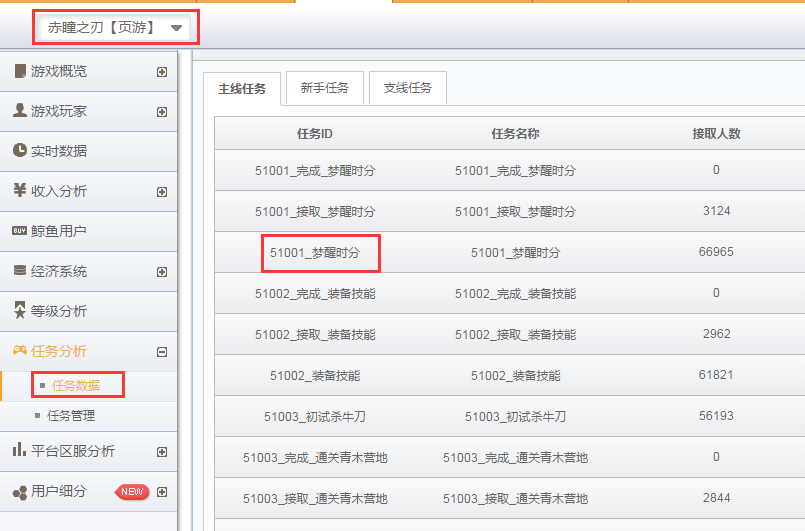 赤瞳之刃【页游】
游戏概览
游戏玩家
实时数据
收入分析
BUY 鲸鱼用户
经济系统
等级分析
任务分析
任务数据
任务管理
平台区服分析
用户细分 NEW
主线任务 新手任务 支线任务
任务ID 任务名称 接取人数
51001_完成_梦醒时分 51001_完成_梦醒时分 0
51001_接取_梦醒时分 51001_接取_梦醒时分 3124
51001_梦醒时分 51001_梦醒时分 66965
51002_完成_装备技能 51002_完成_装备技能 0
51002_接取_装备技能 51002_接取_装备技能 2962
51002_装备技能 51002_装备技能 61821
51003_初试杀牛刀 51003_初试杀牛刀 56193
51003_完成_通关青木营地 51003_完成_通关青木营地 0
51003_接取_通关青木营地 51003_接取_通关青木营地 2844